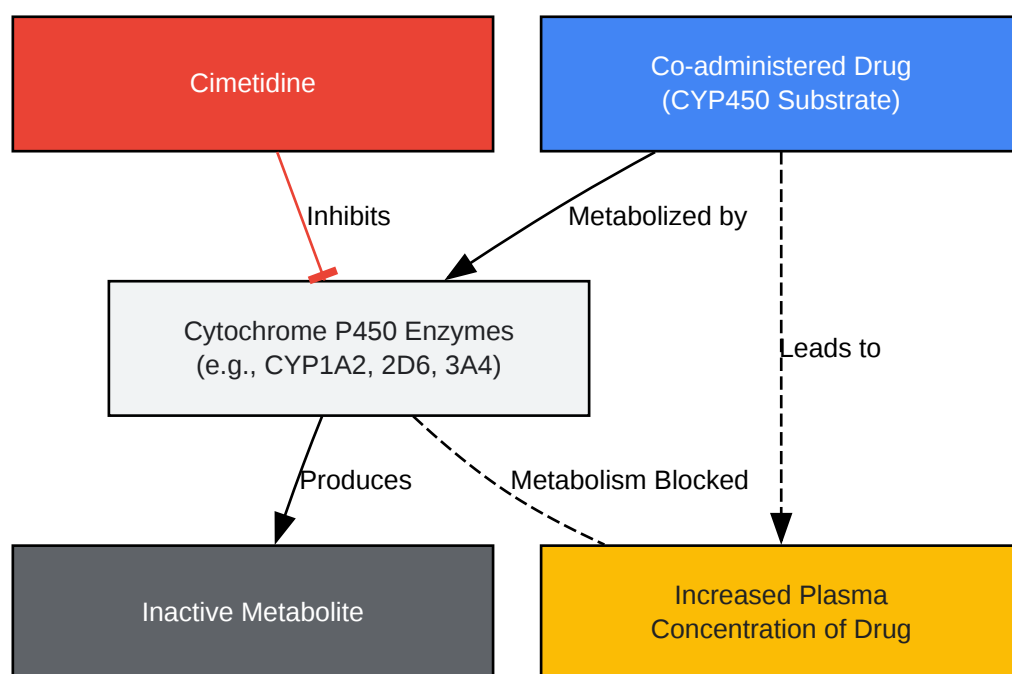 Cimetidine
Co-administered Drug
(CYP450 Substrate)
Inhibits
Metabolized by
Cytochrome P450 Enzymes
(e.g., CYP1A2, 2D6, 3A4)
Leads to
Produces
Metabolism Blocked
Inactive Metabolite
Increased Plasma
Concentration of Drug